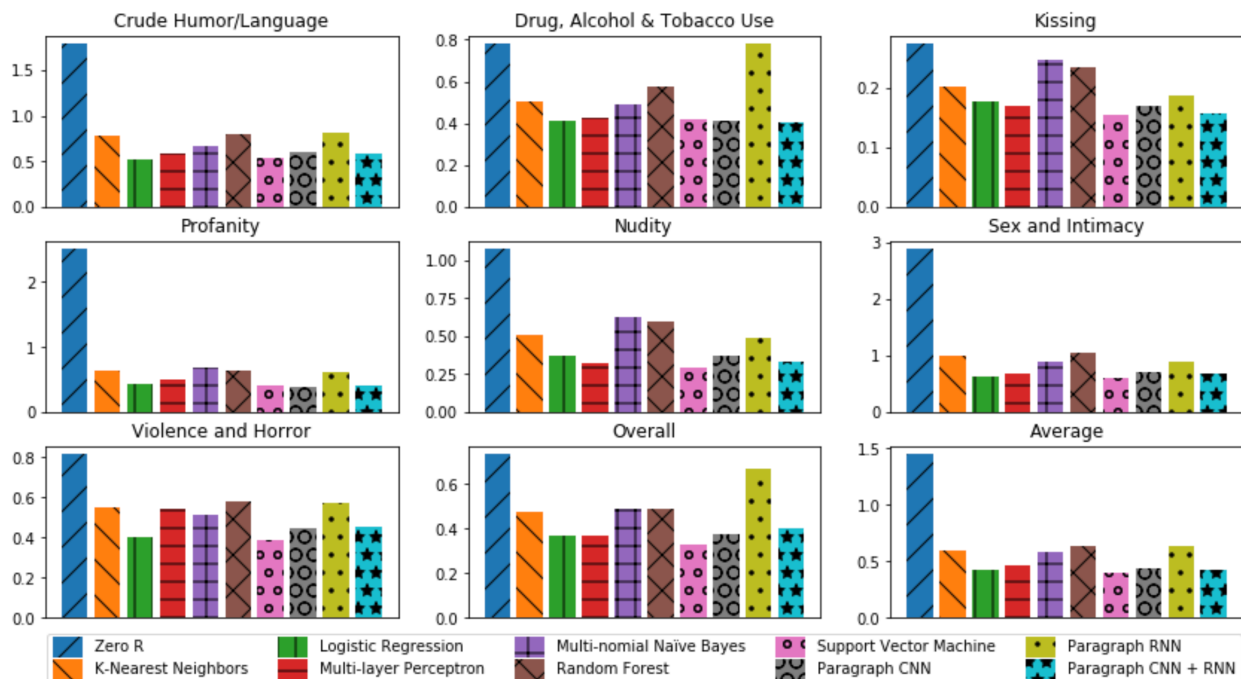 Crude Humor/Language
1.5
1.0
0.5
0.0
Drug, Alcohol & Tobacco Use
0.8
0.6
0.4
0.2
0.0
Kissing
0.2
0.1
0.0
Profanity
2
1
0
Nudity
1.00
0.75
0.50
0.25
0.00
Sex and Intimacy
3
2
1
0
Violence and Horror
0.8
0.6
0.4
0.2
0.0
Overall
0.6
0.4
0.2
0.0
Average
1.5
1.0
0.5
0.0
Zero R
K-Nearest Neighbors
Logistic Regression
Multi-layer Perceptron
Multi-nomial Naïve Bayes
Random Forest
Support Vector Machine
Paragraph CNN
Paragraph RNN
Paragraph CNN + RNN